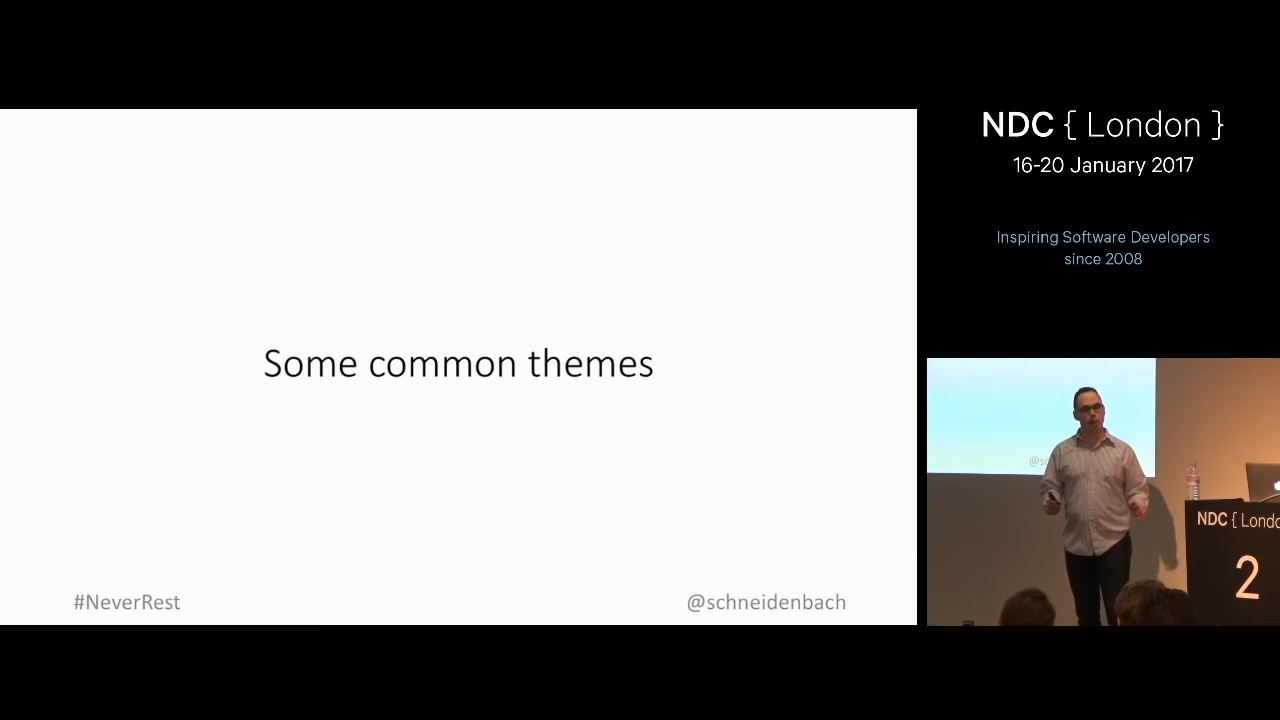 Some common themes
#NeverRest
@schneidenbach
NDC { London }
16-20 January 2017
Inspiring Software Developers
since 2008
NDC { Londo
2